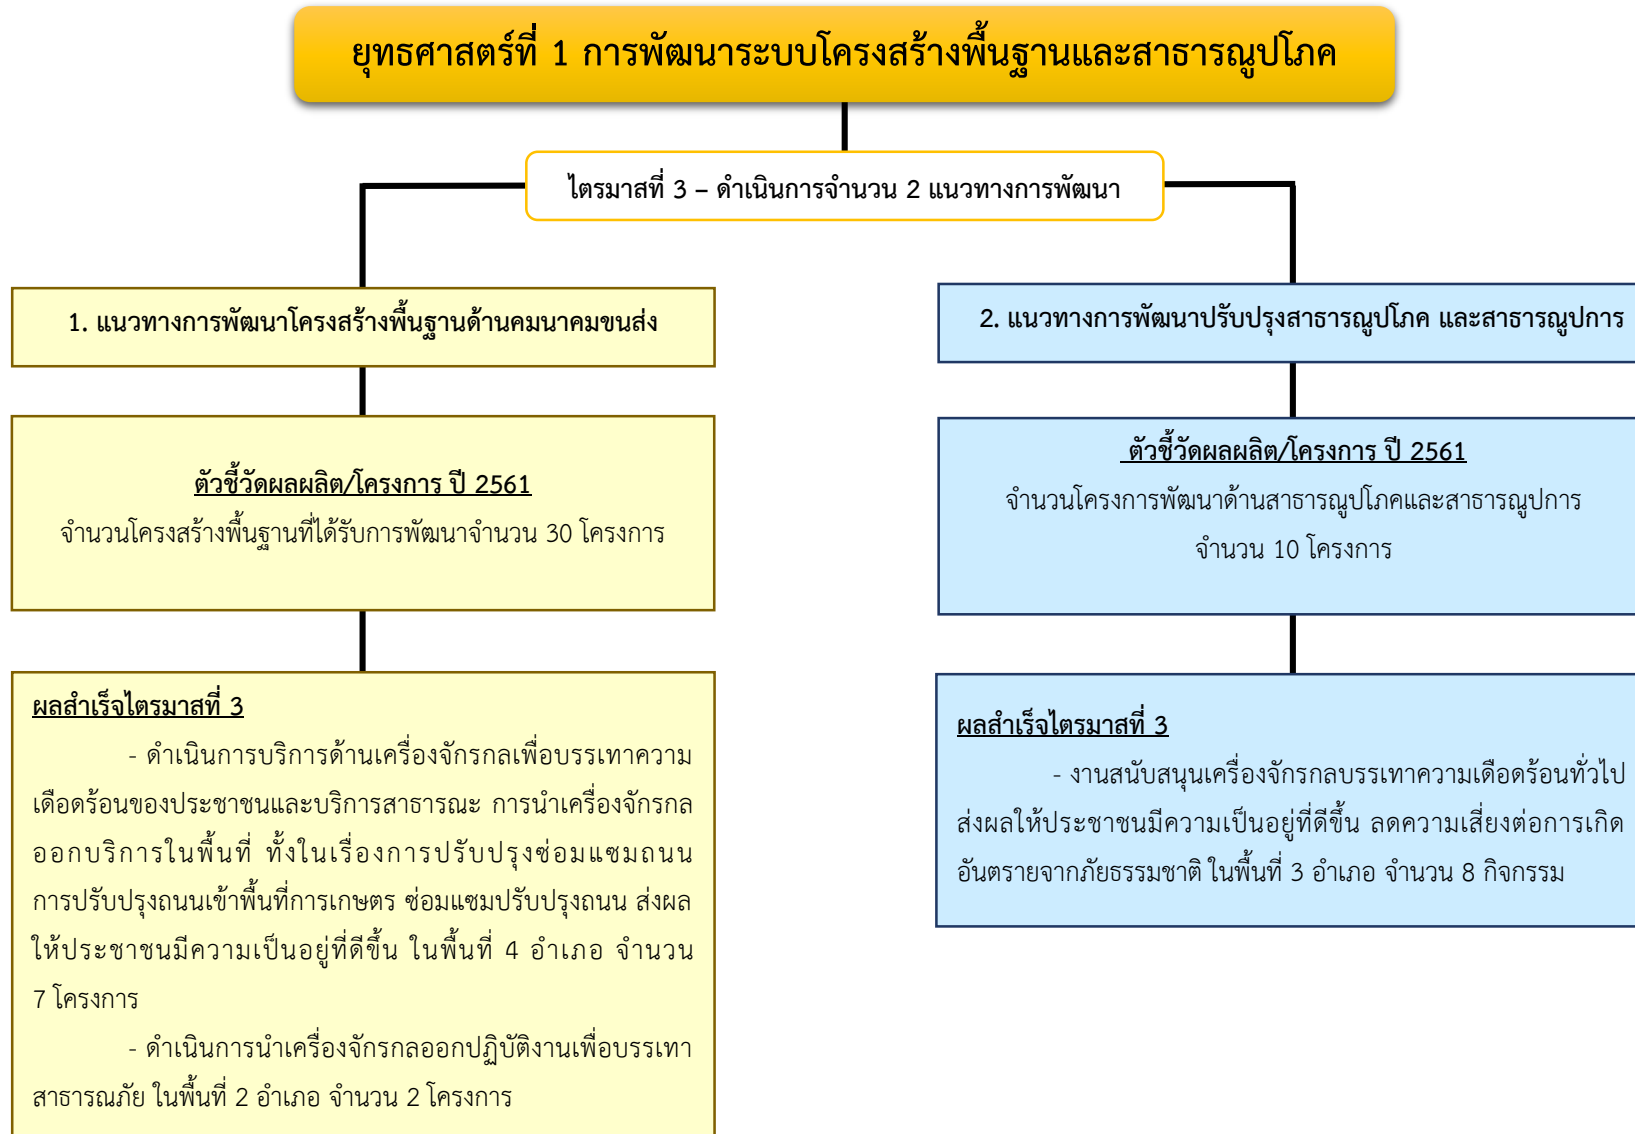 ยุทธศาสตร์ที่ 1 การพัฒนาระบบโครงสร้างพื้นฐานและสาธารณูปโภค
ไตรมาสที่ 3 – ดำเนินการจำนวน 2 แนวทางการพัฒนา
1. แนวทางการพัฒนาโครงสร้างพื้นฐานด้านคมนาคมขนส่ง
ตัวชี้วัดผลผลิต/โครงการ ปี 2561
จำนวนโครงสร้างพื้นฐานที่ได้รับการพัฒนาจำนวน 30 โครงการ
ผลสำเร็จไตรมาสที่ 3
- ดำเนินการบริการด้านเครื่องจักรกลเพื่อบรรเทาความ
เดือดร้อนของประชาชนและบริการสาธารณะ การนำเครื่องจักรกล
ออกบริการในพื้นที่ ทั้งในเรื่องการปรับปรุงซ่อมแซมถนน
การปรับปรุงถนนเข้าพื้นที่การเกษตร ซ่อมแซมปรับปรุงถนน ส่งผล
ให้ประชาชนมีความเป็นอยู่ที่ดีขึ้น ในพื้นที่ 4 อำเภอ จำนวน
7 โครงการ
- ดำเนินการนำเครื่องจักรกลออกปฏิบัติงานเพื่อบรรเทา
สาธารณภัย ในพื้นที่ 2 อำเภอ จำนวน 2 โครงการ
2. แนวทางการพัฒนาปรับปรุงสาธารณูปโภค และสาธารณูปการ
ตัวชี้วัดผลผลิต/โครงการ ปี 2561
จำนวนโครงการพัฒนาด้านสาธารณูปโภคและสาธารณูปการ
จำนวน 10 โครงการ
ผลสำเร็จไตรมาสที่ 3
- งานสนับสนุนเครื่องจักรกลบรรเทาความเดือดร้อนทั่วไป
ส่งผลให้ประชาชนมีความเป็นอยู่ที่ดีขึ้น ลดความเสี่ยงต่อการเกิด
อันตรายจากภัยธรรมชาติ ในพื้นที่ 3 อำเภอ จำนวน 8 กิจกรรม